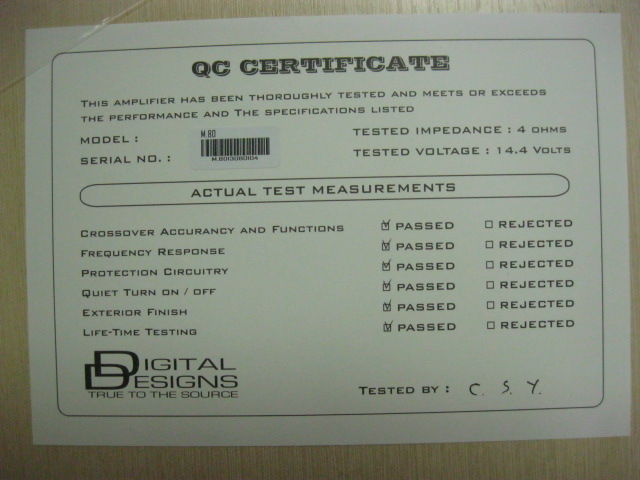 QC CERTIFICATE
THIS AMPLIFIER HAS BEEN THOROUGHLY TESTED AND MEETS OR EXCEEDS
THE PERFORMANCE AND THE SPECIFICATIONS LISTED
MODEL : M.80 TESTED IMPEDANCE : 4 OHMS
SERIAL NO. : TESTED VOLTAGE : 14.4 VOLTS
ACTUAL TEST MEASUREMENTS
CROSSOVER ACCURANCY AND FUNCTIONS PASSED REJECTED
FREQUENCY RESPONSE PASSED REJECTED
PROTECTION CIRCUITRY PASSED REJECTED
QUIET TURN ON / OFF PASSED REJECTED
EXTERIOR FINISH PASSED REJECTED
LIFE-TIME TESTING PASSED REJECTED
DIGITAL
DESIGNS
TRUE TO THE SOURCE
TESTED BY : C. S. Y.